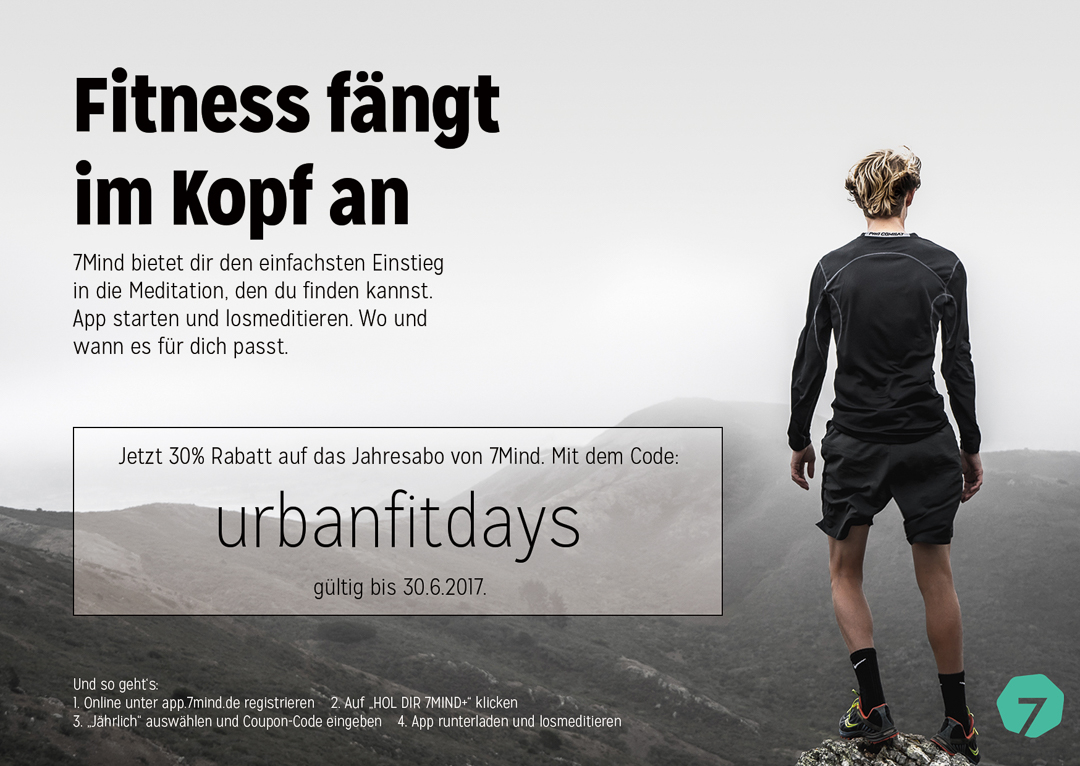 Fitness fängt
im Kopf an
7Mind bietet dir den einfachsten Einstieg
in die Meditation, den du finden kannst.
App starten und losmeditieren. Wo und
wann es für dich passt.
PRO COMBAT
Jetzt 30% Rabatt auf das Jahresabo von 7Mind. Mit dem Code:
urbanfitdays
gültig bis 30.6.2017.
Und so geht's:
1. Online unter app.7mind.de registrieren 2. Auf „HOL DIR 7MIND+“ klicken
3. „Jährlich“ auswählen und Coupon-Code eingeben 4. App runterladen und losmeditieren
7